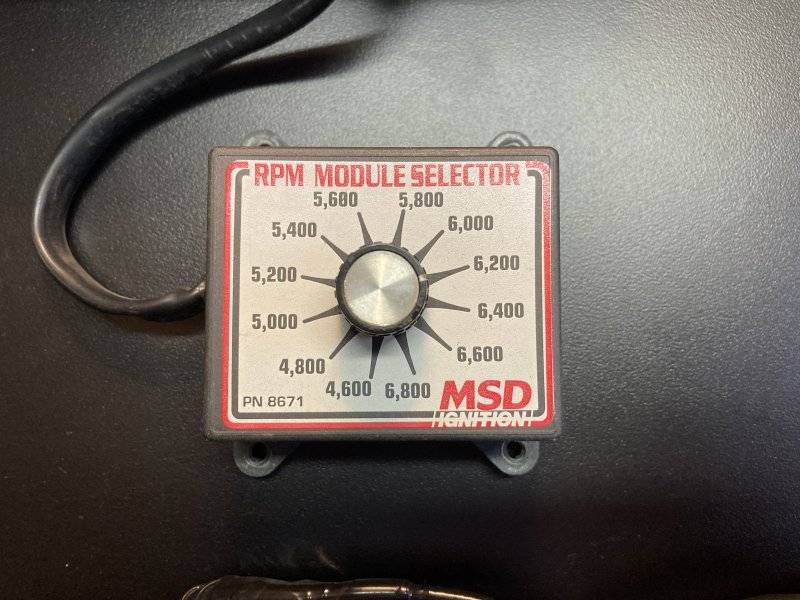 RPM MODULE SELECTOR
5,600 5,800
5,400 6,000
5,200 6,200
5,000 6,400
4,800 6,600
4,600 6,800
PN 8671
MSD
IGNITION